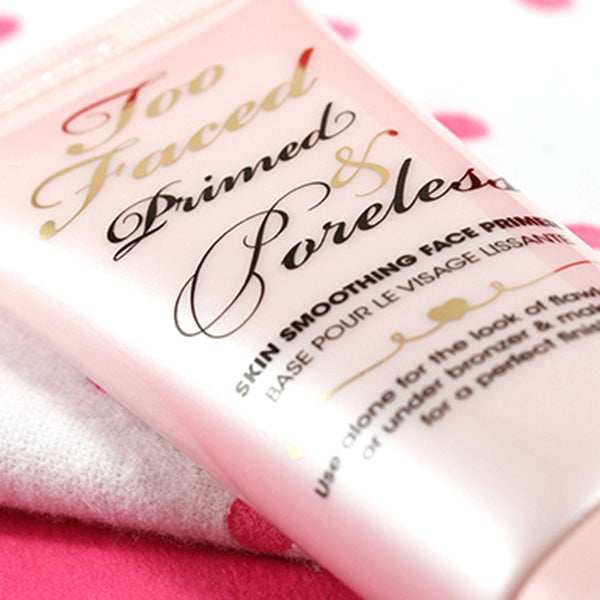 Too
Faced
Primed
&
Poreless
SKIN SMOOTHING FACE PRIMER
BASE POUR LE VISAGE LISSANTE
Use alone for the look of flawl
or under bronzer & mak
for a perfect finis